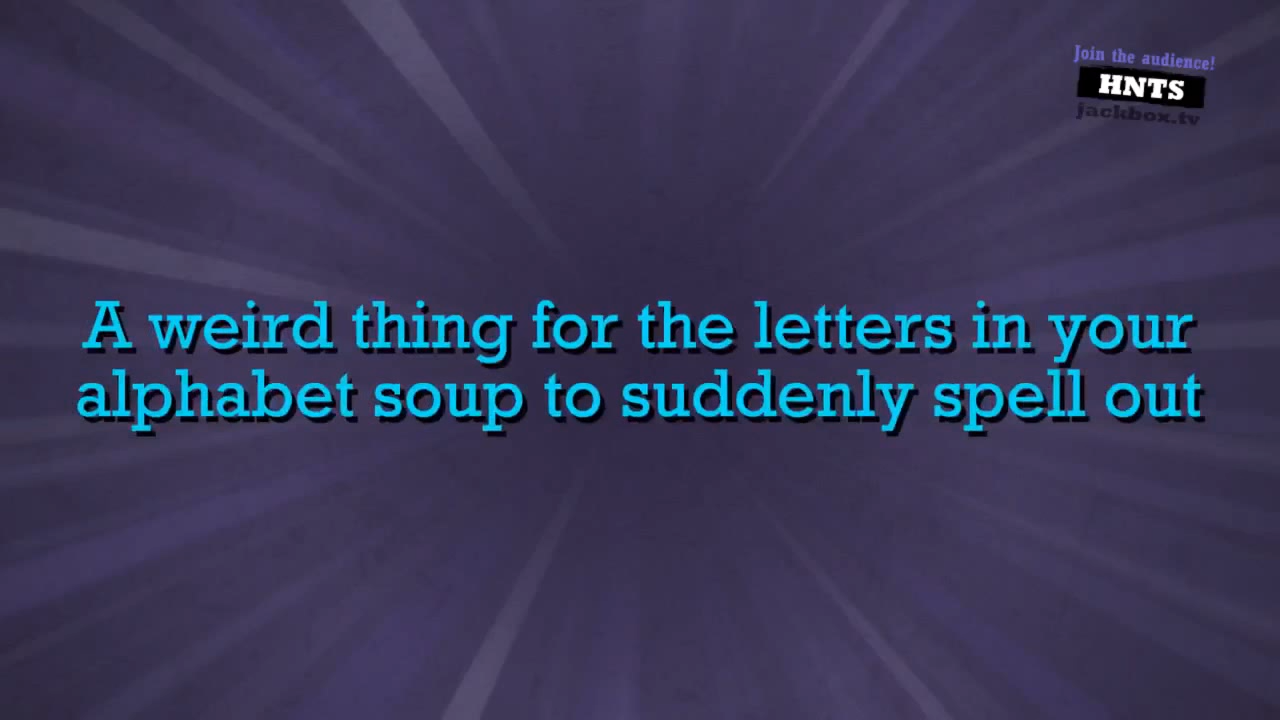 Join the audience!
HNTS
jackbox.tv
A weird thing for the letters in your
alphabet soup to suddenly spell out